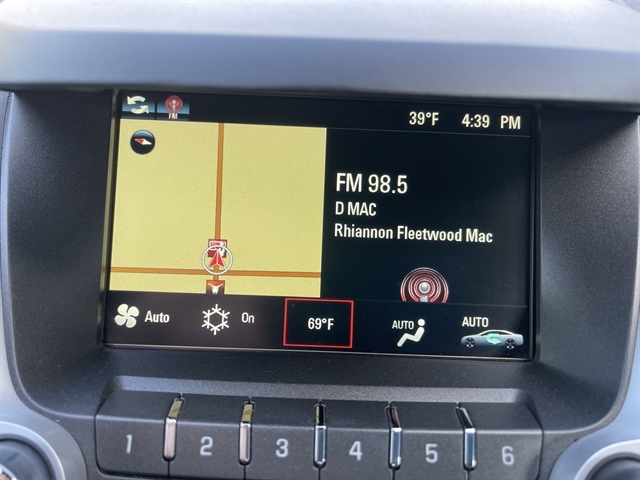 FM
39°F 4:39 PM
FM 98.5
D MAC
Rhiannon Fleetwood Mac
Auto On 69°F AUTO AUTO
1 2 3 4 5 6